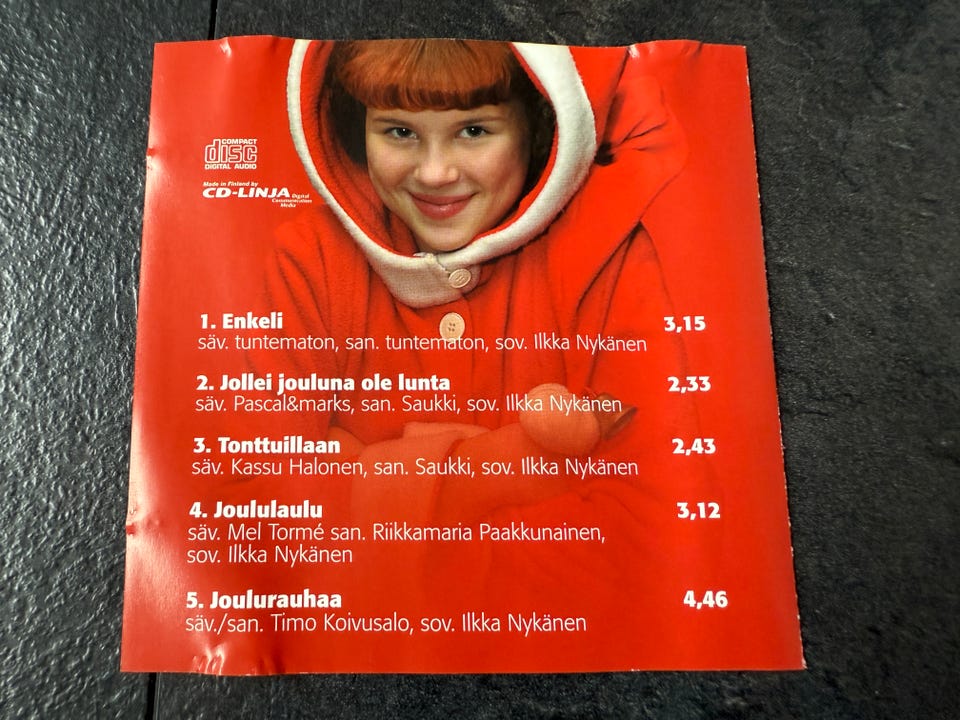 COMPACT
disc
DIGITAL AUDIO
Made in Finland by
CD-LINJA Digital
Communication
Media
1. Enkeli 3,15
säv. tuntematon, san. tuntematon, sov. Ilkka Nykänen
2. Jollei jouluna ole lunta 2,33
säv. Pascal&marks, san. Saukki, sov. Ilkka Nykänen
3. Tonttuillaan 2,43
säv. Kassu Halonen, san. Saukki, sov. Ilkka Nykänen
4. Joululaulu 3,12
säv. Mel Tormé san. Riikkamaria Paakkunainen,
sov. Ilkka Nykänen
5. Joulurauhaa 4,46
säv./san. Timo Koivusalo, sov. Ilkka Nykänen